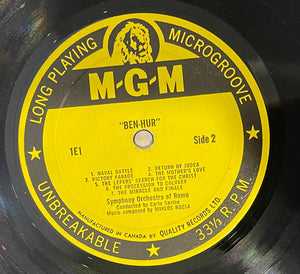 LONG PLAYING MICROGROOVE
M-G-M
"BEN-HUR"
1E1
Side 2
1. NAVAL BATTLE 2. RETURN OF JUDEA
3. VICTORY PARADE 4. THE MOTHER'S LOVE
5. THE LEPERS' SEARCH FOR THE CHRIST
6. THE PROCESSION TO CALVERY
7. THE MIRACLE AND FINALE
Symphony Orchestra of Rome
Conducted by Carlo Savina
Music composed by MIKLOS ROZSA
MANUFACTURED IN CANADA BY QUALITY RECORDS LTD.
UNBREAKABLE 33⅓ R.P.M.